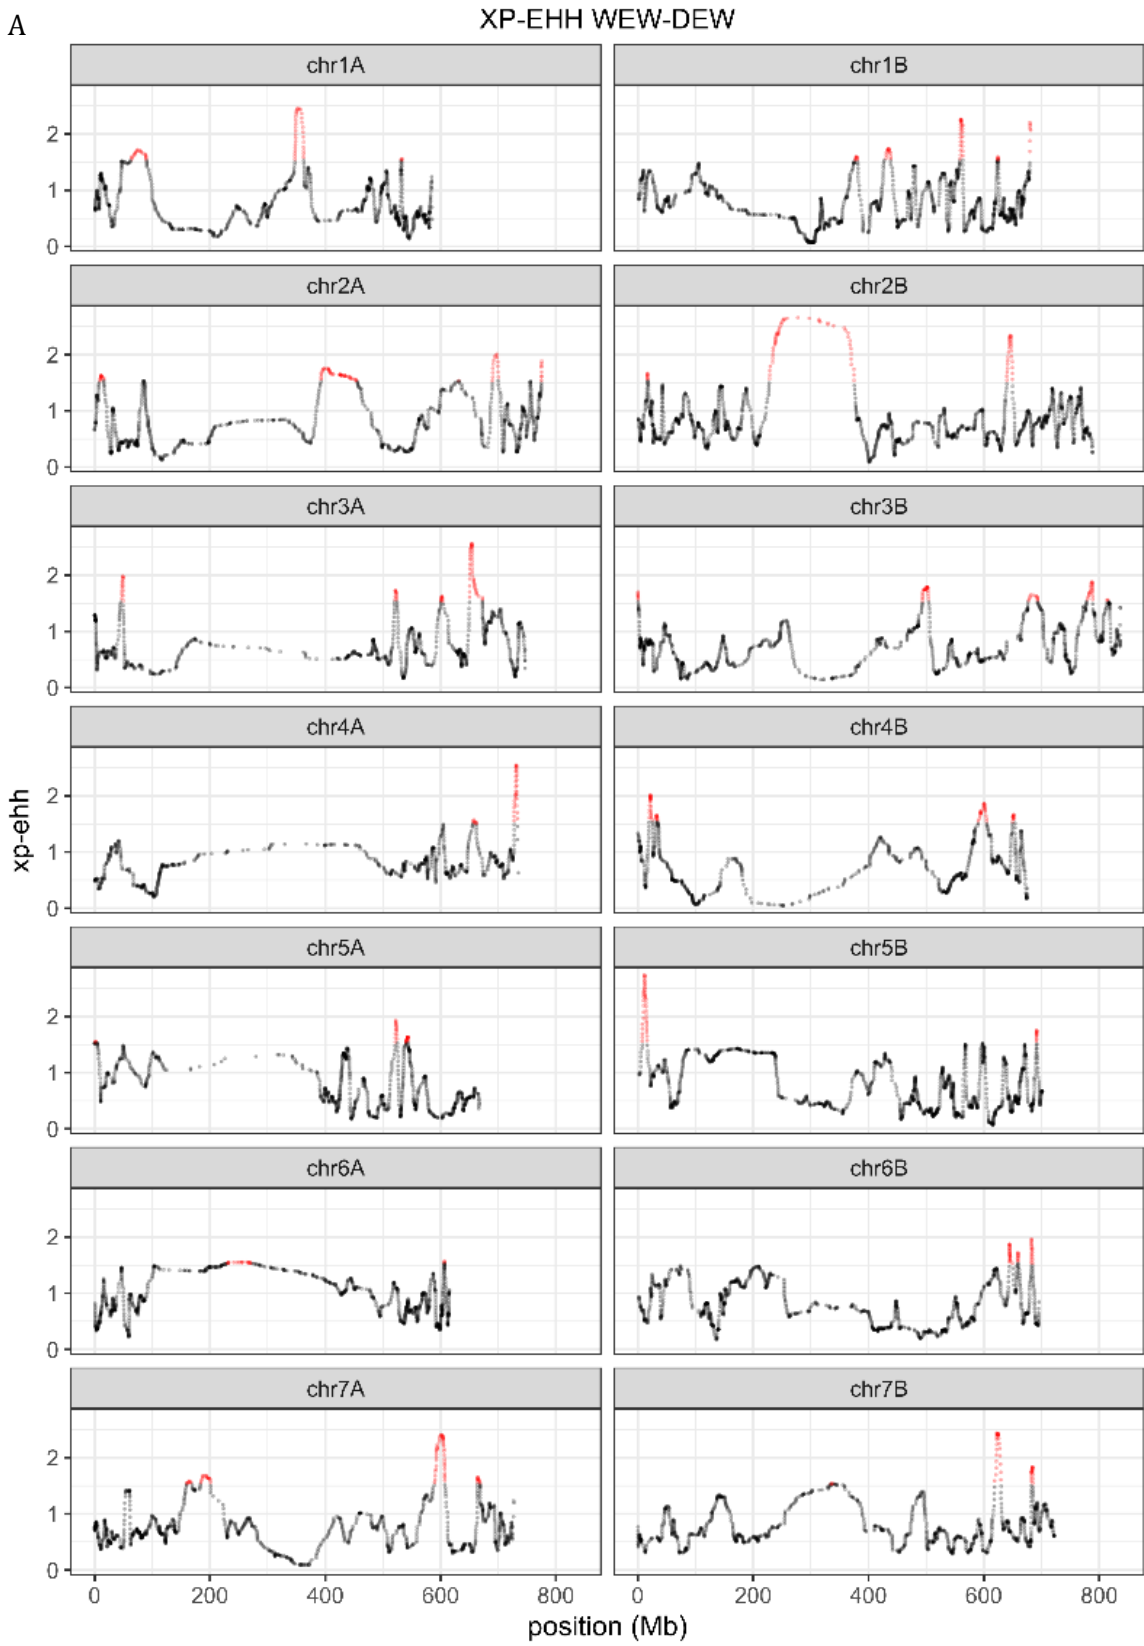 A
XP-EHH WEW-DEW
chr1A
chr1B
2
1
0
chr2A
chr2B
2
1
0
chr3A
chr3B
2
1
0
chr4A
chr4B
2
1
0
xp-ehh
chr5A
chr5B
2
1
0
chr6A
chr6B
2
1
0
chr7A
chr7B
2
1
0
0 200 400 600 800 0 200 400 600 800
position (Mb)